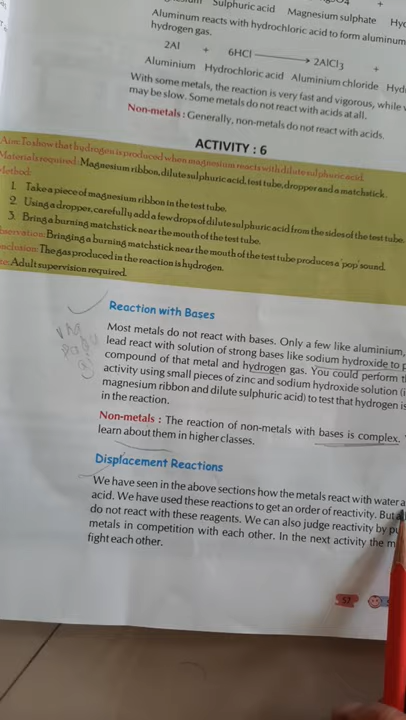 Sulphuric acid Magnesium sulphate
Aluminum reacts with hydrochloric acid to form aluminum
hydrogen gas.
2Al + 6HCl → 2AlCl3 +
Aluminium Hydrochloric acid Aluminium chloride
With some metals, the reaction is very fast and vigorous, while
may be slow. Some metals do not react with acids at all.
Non-metals : Generally, non-metals do not react with acids.
ACTIVITY : 6
Aim: To show that hydrogen is produced when magnesium reacts with dilute sulphuric acid.
Materials required: Magnesium ribbon, dilute sulphuric acid, test tube, dropper and a matchstick.
Method:
1. Take a piece of magnesium ribbon in the test tube.
2. Using a dropper, carefully add a few drops of dilute sulphuric acid from the sides of the test tube.
3. Bring a burning matchstick near the mouth of the test tube.
Bringing a burning matchstick near the mouth of the test tube produces a 'pop' sound.
The gas produced in the reaction is hydrogen.
Adult supervision required.
Reaction with Bases
Most metals do not react with bases. Only a few like aluminium,
lead react with solution of strong bases like sodium hydroxide to
compound of that metal and hydrogen gas. You could perform
activity using small pieces of zinc and sodium hydroxide solution
magnesium ribbon and dilute sulphuric acid) to test that hydrogen is
in the reaction.
Non-metals : The reaction of non-metals with bases is complex.
learn about them in higher classes.
Displacement Reactions
We have seen in the above sections how the metals react with water
acid. We have used these reactions to get an order of reactivity. But
do not react with these reagents. We can also judge reactivity by
metals in competition with each other. In the next activity the
fight each other.
57